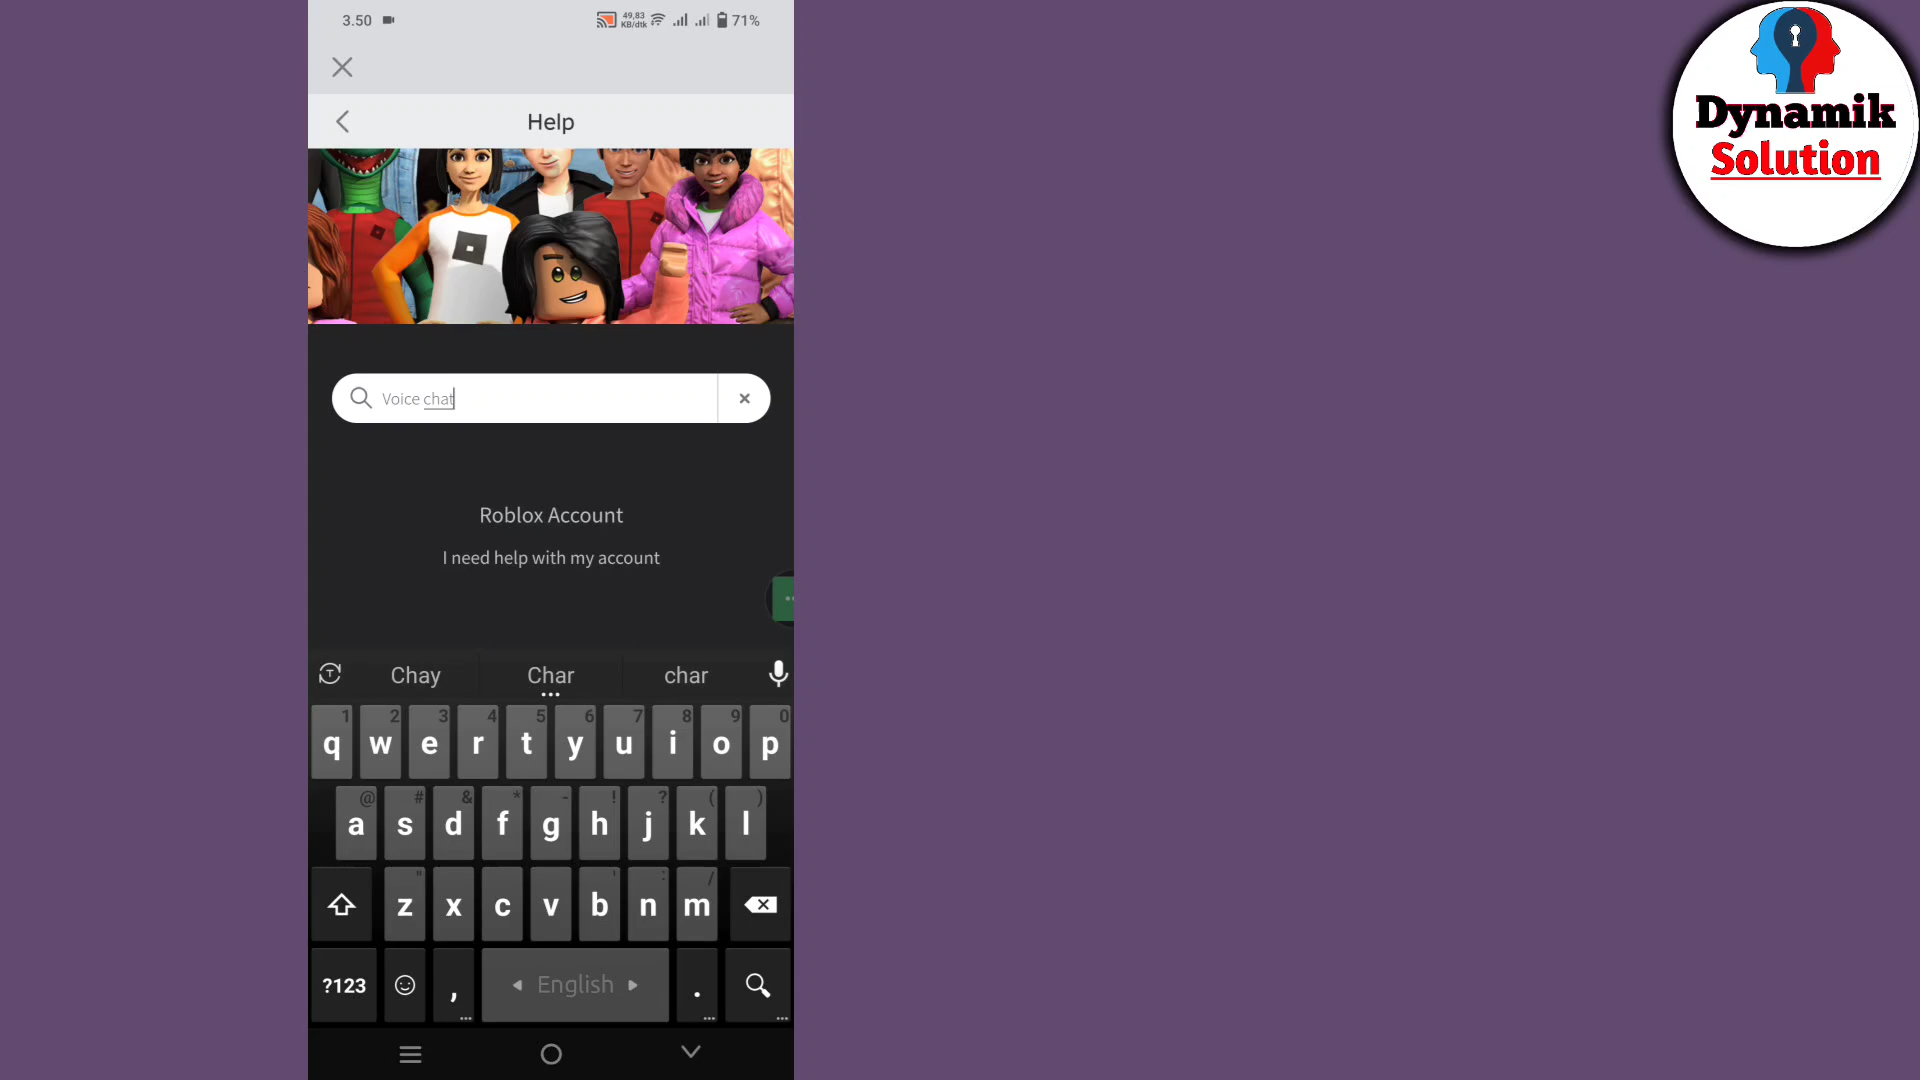 3.50
49,83
KB/dtk
71%
Help
Voice chat
Roblox Account
I need help with my account
Chay Char char
1 2 3 4 5 6 7 8 9 0
q w e r t y u i o p
@ # & * - ! ? ( )
a s d f g h j k l
" ' : /
z x c v b n m
?123 , English .
Dynamik
Solution